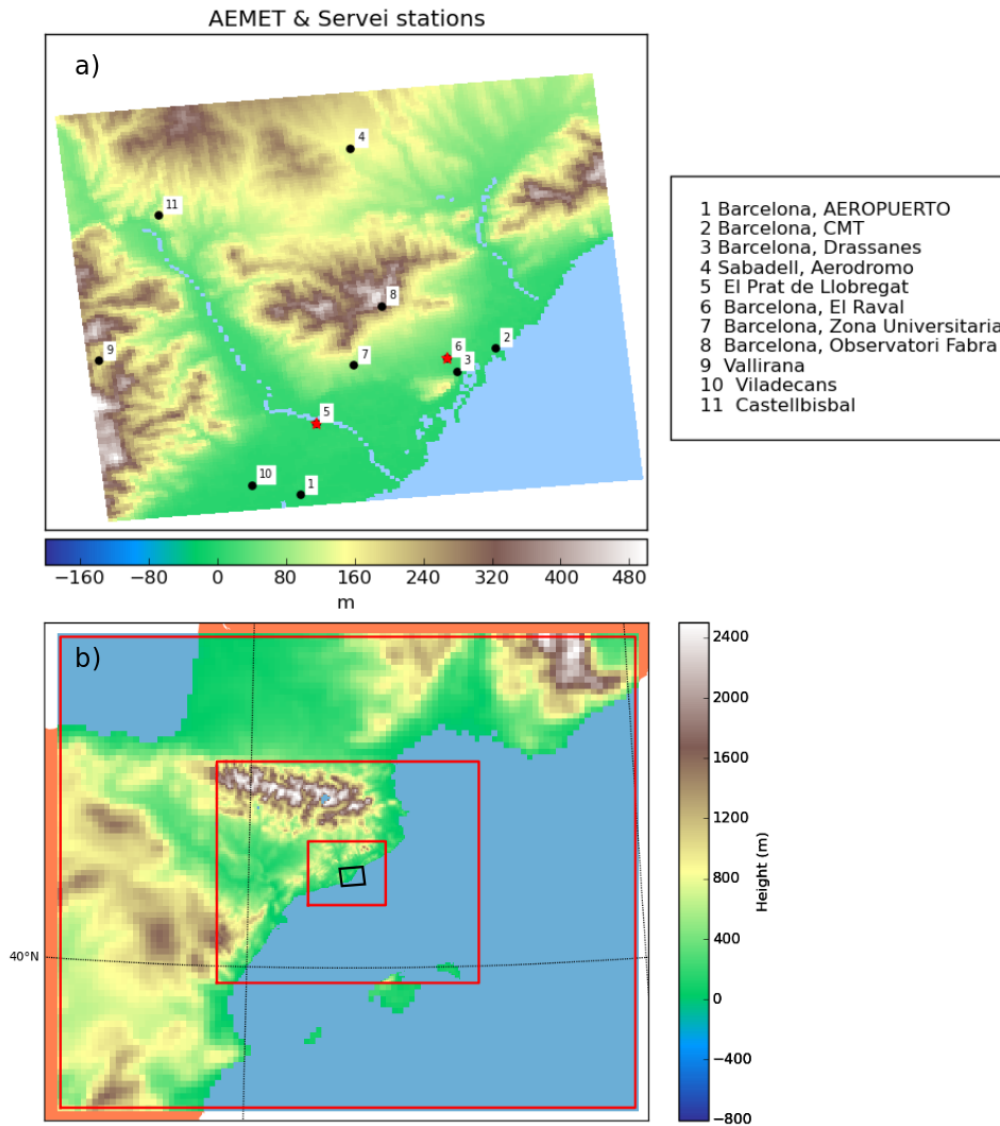 AEMET & Servei stations
a)
4
11
8
9
7
6
2
3
5
10
1
1 Barcelona, AEROPUERTO
2 Barcelona, CMT
3 Barcelona, Drassanes
4 Sabadell, Aerodromo
5 El Prat de Llobregat
6 Barcelona, El Raval
7 Barcelona, Zona Universitaria
8 Barcelona, Observatori Fabra
9 Vallirana
10 Viladecans
11 Castellbisbal
−160 −80 0 80 160 240 320 400 480
m
b)
40°N
2400
2000
1600
1200
800
400
0
−400
−800
Height (m)